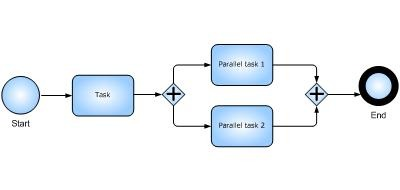 Start
Task
Parallel task 1
Parallel task 2
End